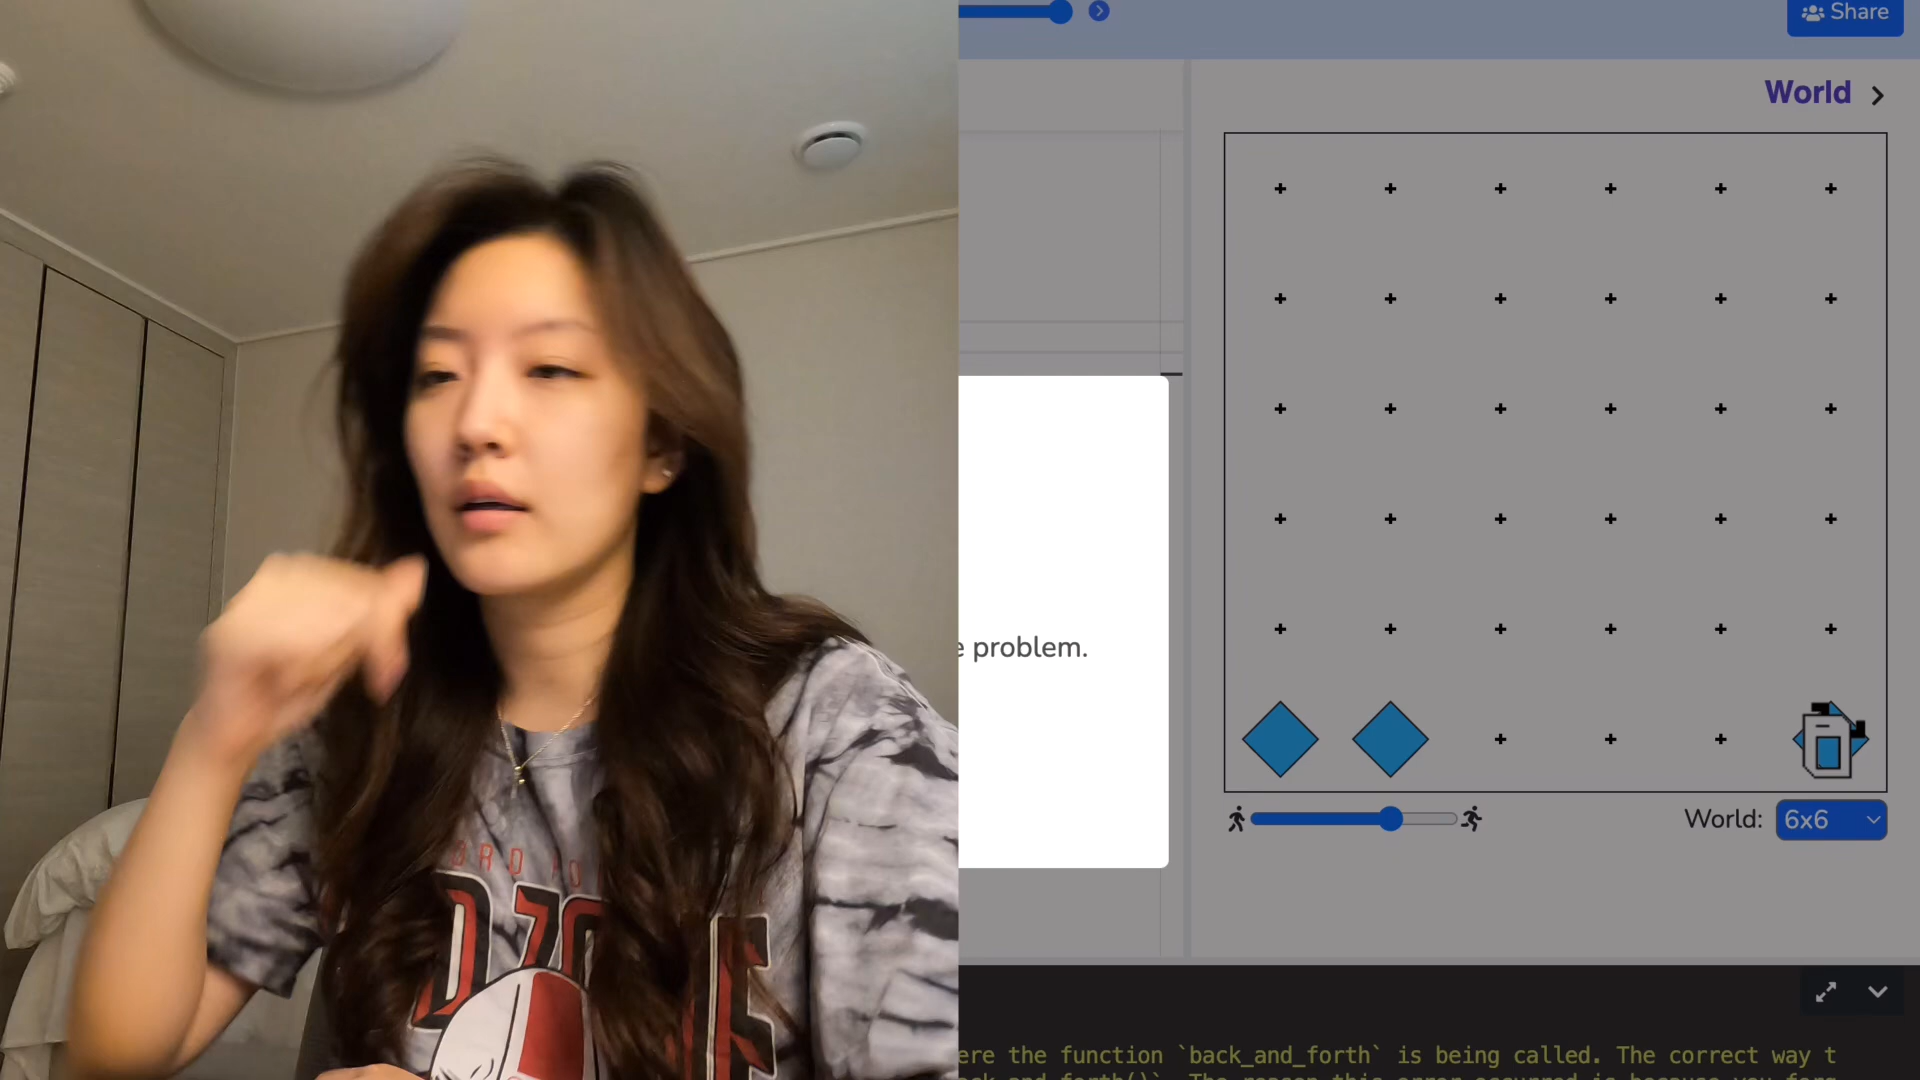 Share
World
e problem.
World: 6x6
ere the function `back_and_forth` is being called. The correct way t